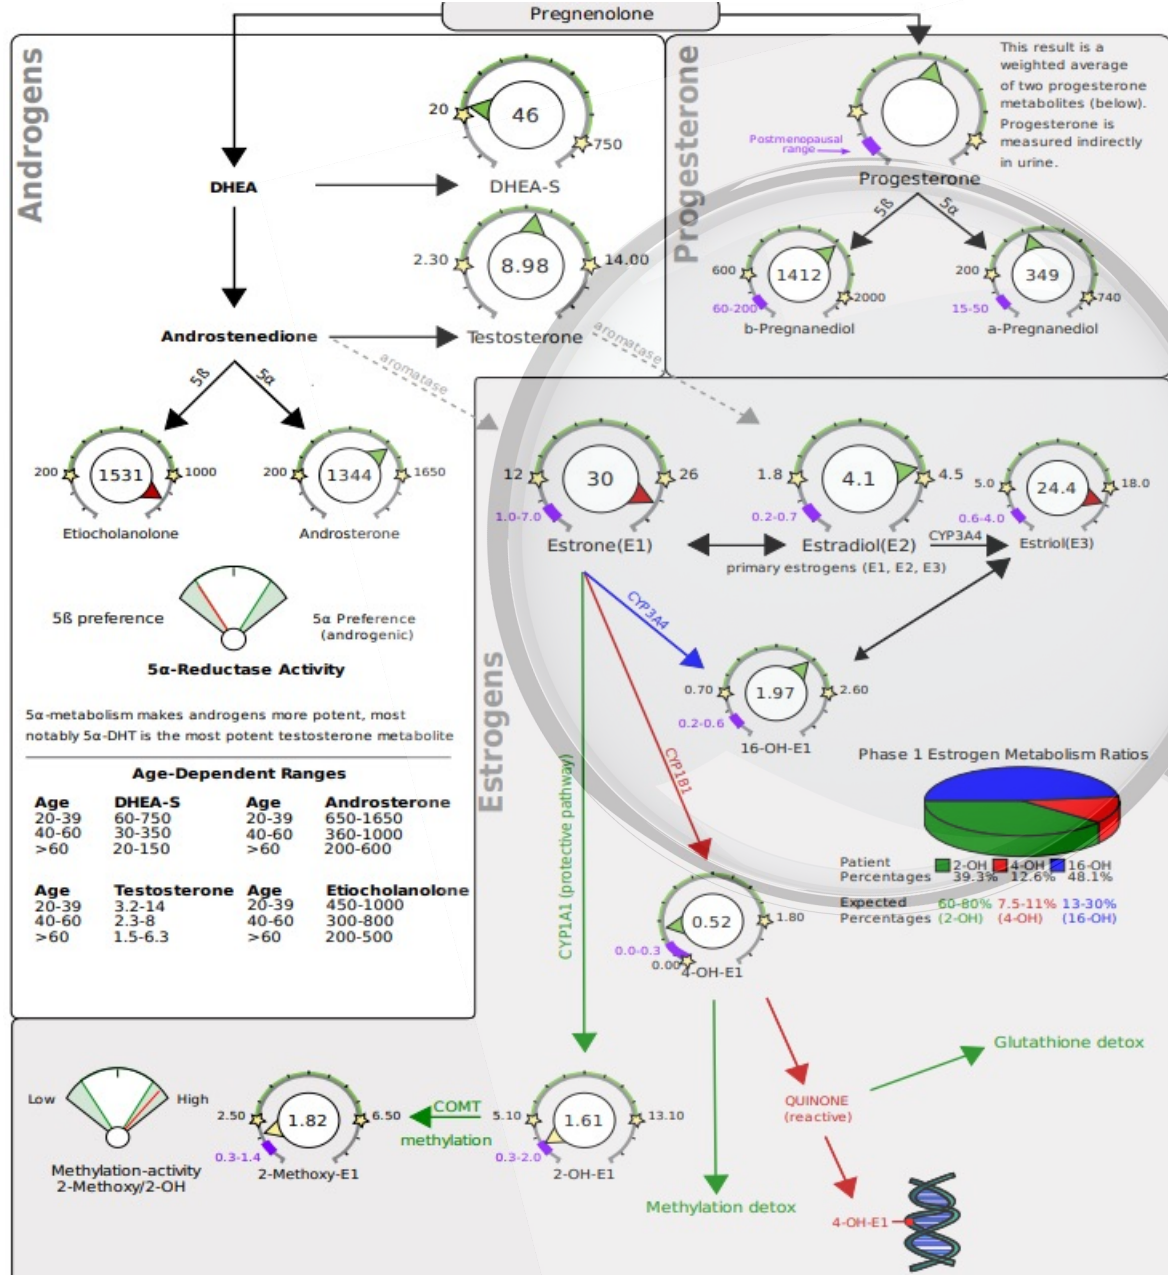 Pregnenolone
Androgens
20
46
750
DHEA-S
DHEA
2.30
8.98
14.00
Testosterone
Androstenedione
aromatase
aromatase
5ß
5α
200
1531
1000
Etiocholanolone
200
1344
1650
Androsterone
5ß preference
5α Preference
(androgenic)
5α-Reductase Activity
5α-metabolism makes androgens more potent, most
notably 5α-DHT is the most potent testosterone metabolite
Age-Dependent Ranges
Age DHEA-S Age Androsterone
20-39 60-750 20-39 650-1650
40-60 30-350 40-60 360-1000
>60 20-150 >60 200-600
Age Testosterone Age Etiocholanolone
20-39 3.2-14 20-39 450-1000
40-60 2.3-8 40-60 300-800
>60 1.5-6.3 >60 200-500
Progesterone
This result is a
weighted average
of two progesterone
metabolites (below).
Progesterone is
measured indirectly
in urine.
Postmenopausal
range
Progesterone
5ß
5α
600
1412
2000
60-200
b-Pregnanediol
200
349
740
15-50
a-Pregnanediol
Estrogens
12
30
26
1.0-7.0
Estrone(E1)
1.8
4.1
4.5
0.2-0.7
Estradiol(E2)
CYP3A4
5.0
24.4
18.0
0.6-4.0
Estriol(E3)
primary estrogens (E1, E2, E3)
CYP3A4
0.70
1.97
2.60
0.2-0.6
16-OH-E1
CYP1B1
CYP1A1 (protective pathway)
Phase 1 Estrogen Metabolism Ratios
Patient 2-OH 4-OH 16-OH
Percentages 39.3% 12.6% 48.1%
Expected 60-80% 7.5-11% 13-30%
Percentages (2-OH) (4-OH) (16-OH)
0.52
1.80
0.0-0.3
0.00
4-OH-E1
Low
High
Methylation-activity
2-Methoxy/2-OH
2.50
1.82
6.50
0.3-1.4
2-Methoxy-E1
COMT
methylation
5.10
1.61
13.10
0.3-2.0
2-OH-E1
Methylation detox
QUINONE
(reactive)
Glutathione detox
4-OH-E1